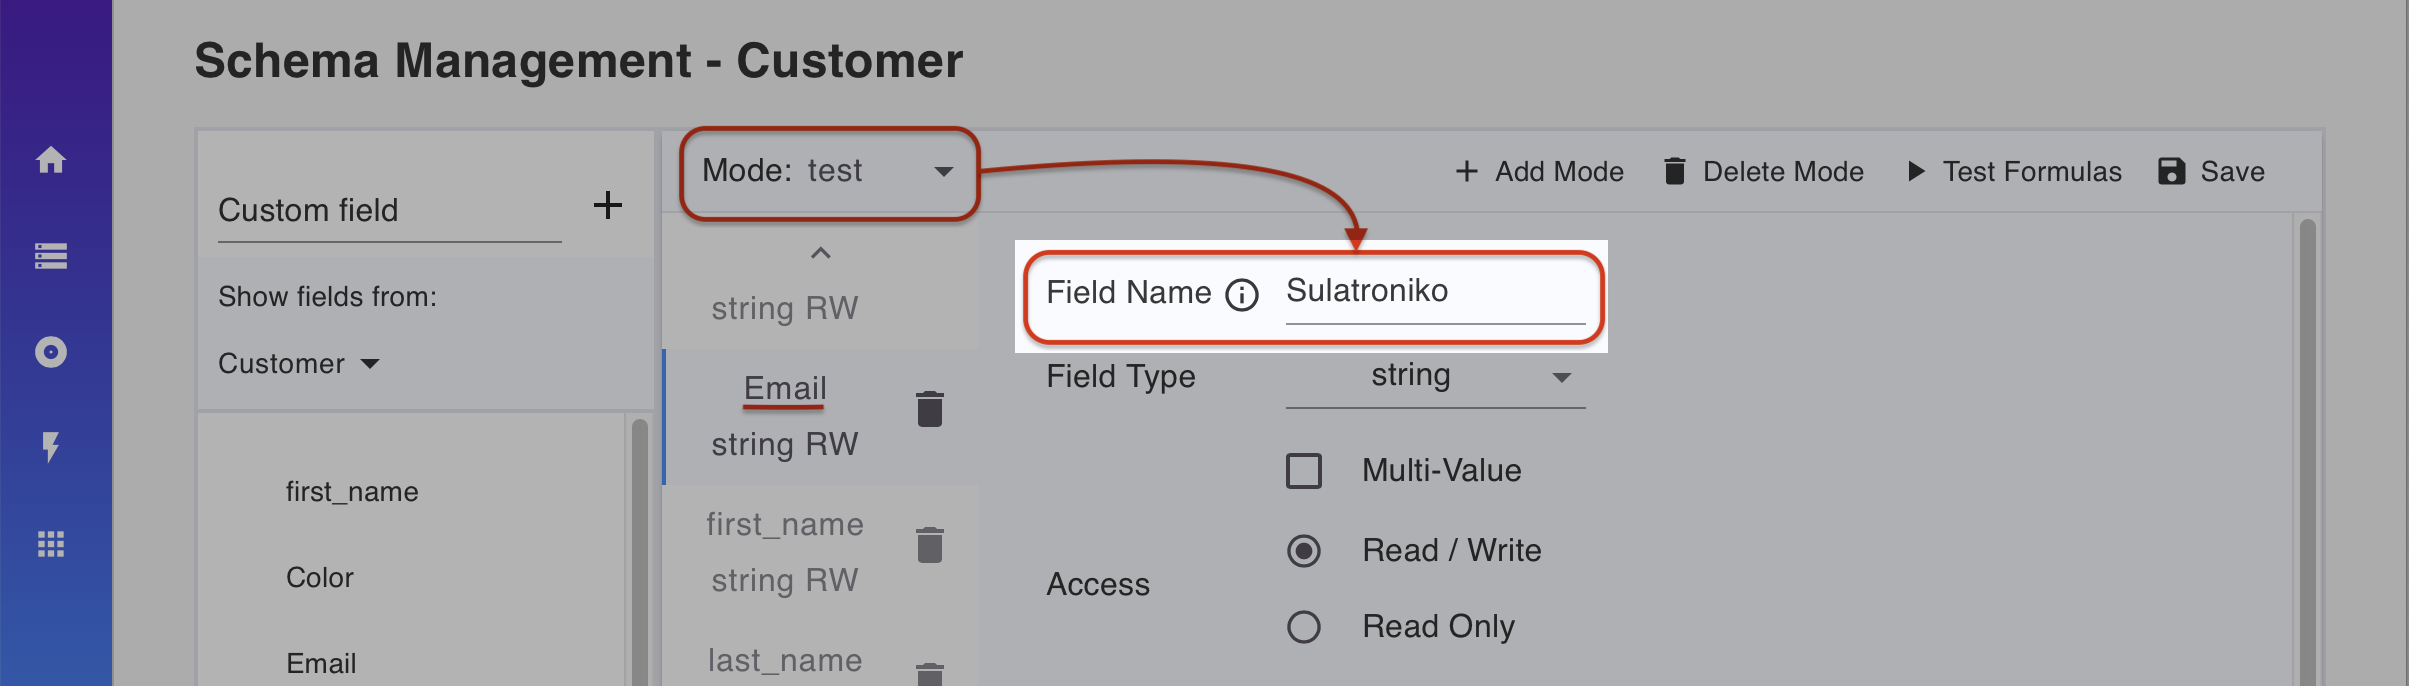 Schema Management - Customer
Mode: test
Add Mode
Delete Mode
Test Formulas
Save
Custom field
Show fields from:
Customer
first_name
Color
Email
string RW
Email
string RW
first_name
string RW
last_name
Field Name Sulatroniko
Field Type string
Multi-Value
Access
Read / Write
Read Only